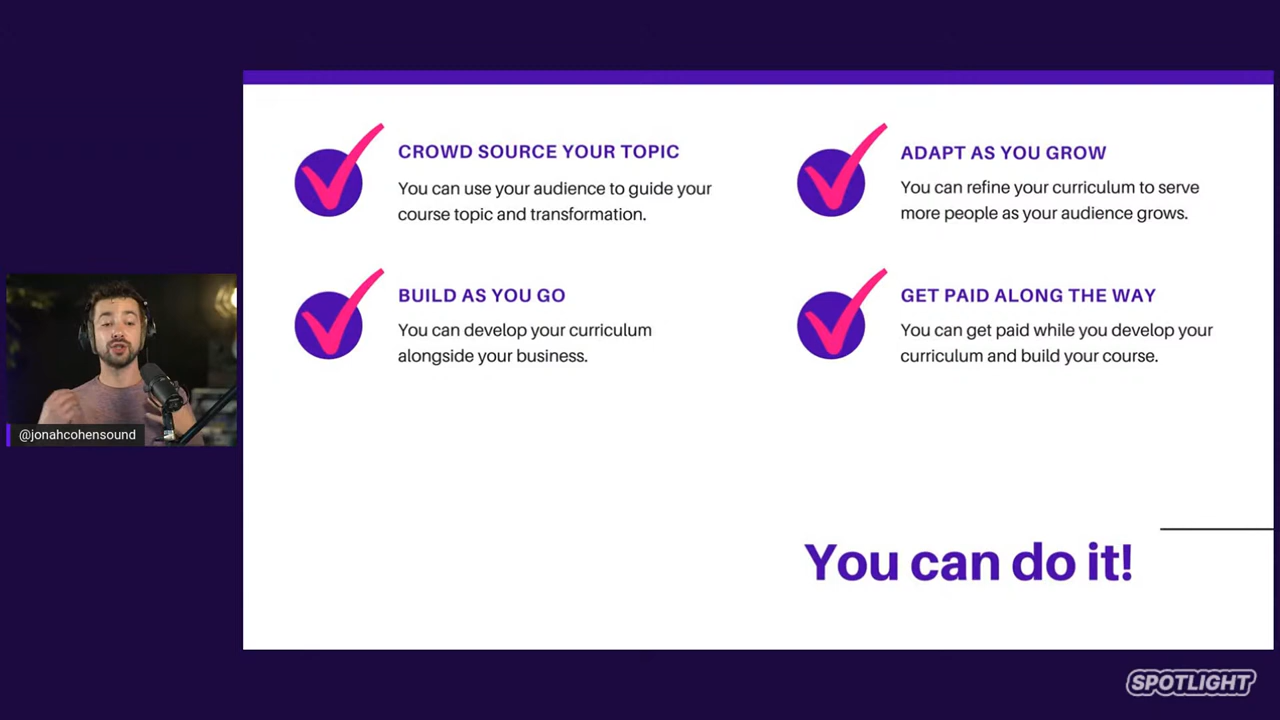 CROWD SOURCE YOUR TOPIC
You can use your audience to guide your
course topic and transformation.
ADAPT AS YOU GROW
You can refine your curriculum to serve
more people as your audience grows.
BUILD AS YOU GO
You can develop your curriculum
alongside your business.
GET PAID ALONG THE WAY
You can get paid while you develop your
curriculum and build your course.
@jonahcohensound
You can do it!
SPOTLIGHT